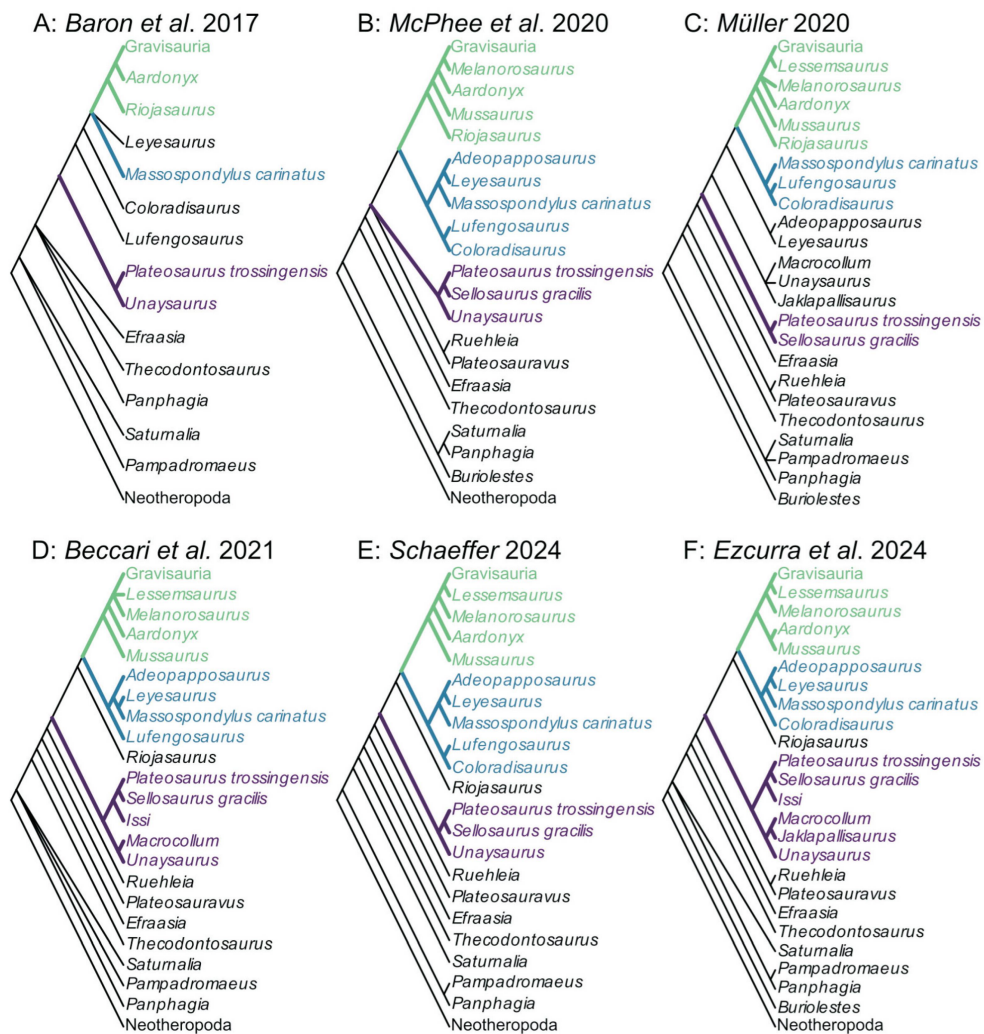 A: Baron et al. 2017
Gravisauria
Aardonyx
Riojasaurus
Leyesaurus
Massospondylus carinatus
Coloradisaurus
Lufengosaurus
Plateosaurus trossingensis
Unaysaurus
Efraasia
Thecodontosaurus
Panphagia
Saturnalia
Pampadromaeus
Neotheropoda
B: McPhee et al. 2020
Gravisauria
Melanorosaurus
Aardonyx
Mussaurus
Riojasaurus
Adeopapposaurus
Leyesaurus
Massospondylus carinatus
Lufengosaurus
Coloradisaurus
Plateosaurus trossingensis
Sellosaurus gracilis
Unaysaurus
Ruehleia
Plateosauravus
Efraasia
Thecodontosaurus
Saturnalia
Panphagia
Buriolestes
Neotheropoda
C: Müller 2020
Gravisauria
Lessemsaurus
Melanorosaurus
Aardonyx
Mussaurus
Riojasaurus
Massospondylus carinatus
Lufengosaurus
Coloradisaurus
Adeopapposaurus
Leyesaurus
Macrocollum
Unaysaurus
Jaklapallisaurus
Plateosaurus trossingensis
Sellosaurus gracilis
Efraasia
Ruehleia
Plateosauravus
Thecodontosaurus
Saturnalia
Pampadromaeus
Panphagia
Buriolestes
D: Beccari et al. 2021
Gravisauria
Lessemsaurus
Melanorosaurus
Aardonyx
Mussaurus
Adeopapposaurus
Leyesaurus
Massospondylus carinatus
Lufengosaurus
Riojasaurus
Plateosaurus trossingensis
Sellosaurus gracilis
Issi
Macrocollum
Unaysaurus
Ruehleia
Plateosauravus
Efraasia
Thecodontosaurus
Saturnalia
Pampadromaeus
Panphagia
Neotheropoda
E: Schaeffer 2024
Gravisauria
Lessemsaurus
Melanorosaurus
Aardonyx
Mussaurus
Adeopapposaurus
Leyesaurus
Massospondylus carinatus
Lufengosaurus
Coloradisaurus
Riojasaurus
Plateosaurus trossingensis
Sellosaurus gracilis
Unaysaurus
Ruehleia
Plateosauravus
Efraasia
Thecodontosaurus
Saturnalia
Pampadromaeus
Panphagia
Neotheropoda
F: Ezcurra et al. 2024
Gravisauria
Lessemsaurus
Melanorosaurus
Aardonyx
Mussaurus
Adeopapposaurus
Leyesaurus
Massospondylus carinatus
Coloradisaurus
Riojasaurus
Plateosaurus trossingensis
Sellosaurus gracilis
Issi
Macrocollum
Jaklapallisaurus
Unaysaurus
Ruehleia
Plateosauravus
Efraasia
Thecodontosaurus
Saturnalia
Pampadromaeus
Panphagia
Buriolestes
Neotheropoda